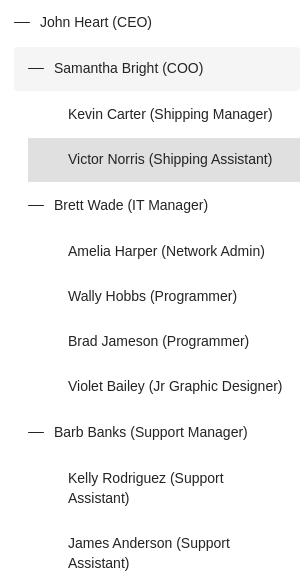 John Heart (CEO)
Samantha Bright (COO)
Kevin Carter (Shipping Manager)
Victor Norris (Shipping Assistant)
Brett Wade (IT Manager)
Amelia Harper (Network Admin)
Wally Hobbs (Programmer)
Brad Jameson (Programmer)
Violet Bailey (Jr Graphic Designer)
Barb Banks (Support Manager)
Kelly Rodriguez (Support
Assistant)
James Anderson (Support
Assistant)